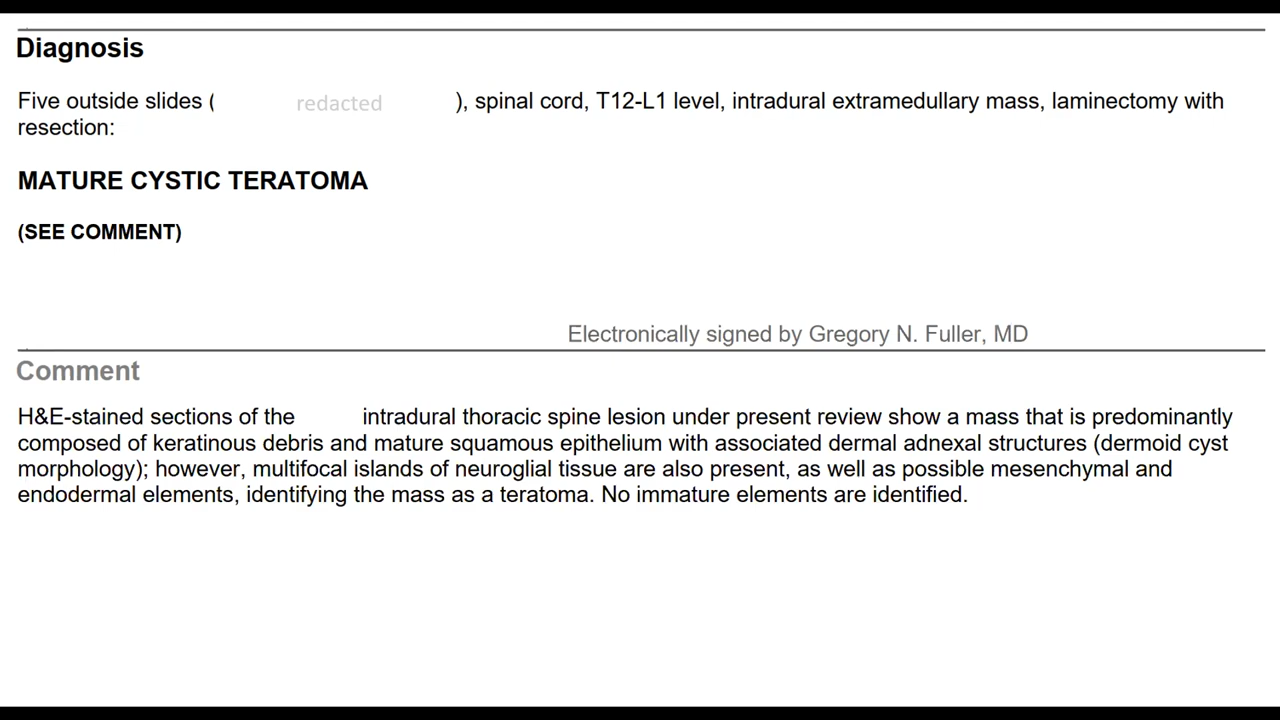 Diagnosis
Five outside slides ( redacted ), spinal cord, T12-L1 level, intradural extramedullary mass, laminectomy with
resection:
MATURE CYSTIC TERATOMA
(SEE COMMENT)
Electronically signed by Gregory N. Fuller, MD
Comment
H&E-stained sections of the intradural thoracic spine lesion under present review show a mass that is predominantly
composed of keratinous debris and mature squamous epithelium with associated dermal adnexal structures (dermoid cyst
morphology); however, multifocal islands of neuroglial tissue are also present, as well as possible mesenchymal and
endodermal elements, identifying the mass as a teratoma. No immature elements are identified.